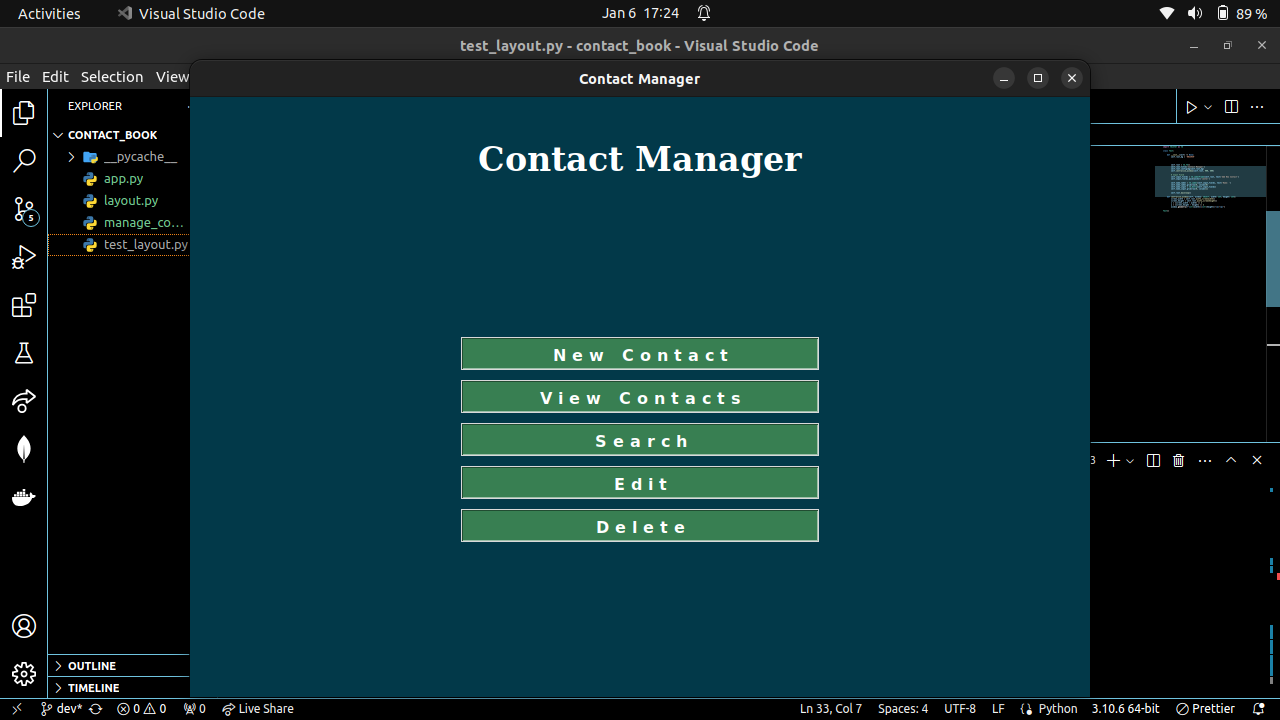 Activities Visual Studio Code Jan 6 17:24 89 %
test_layout.py - contact_book - Visual Studio Code
File Edit Selection View
Contact Manager
EXPLORER
CONTACT_BOOK
__pycache__
app.py
layout.py
manage_co...
test_layout.py
5
OUTLINE
TIMELINE
Contact Manager
New Contact
View Contacts
Search
Edit
Delete
3
dev* 0 0 0 Live Share Ln 33, Col 7 Spaces: 4 UTF-8 LF Python 3.10.6 64-bit Prettier